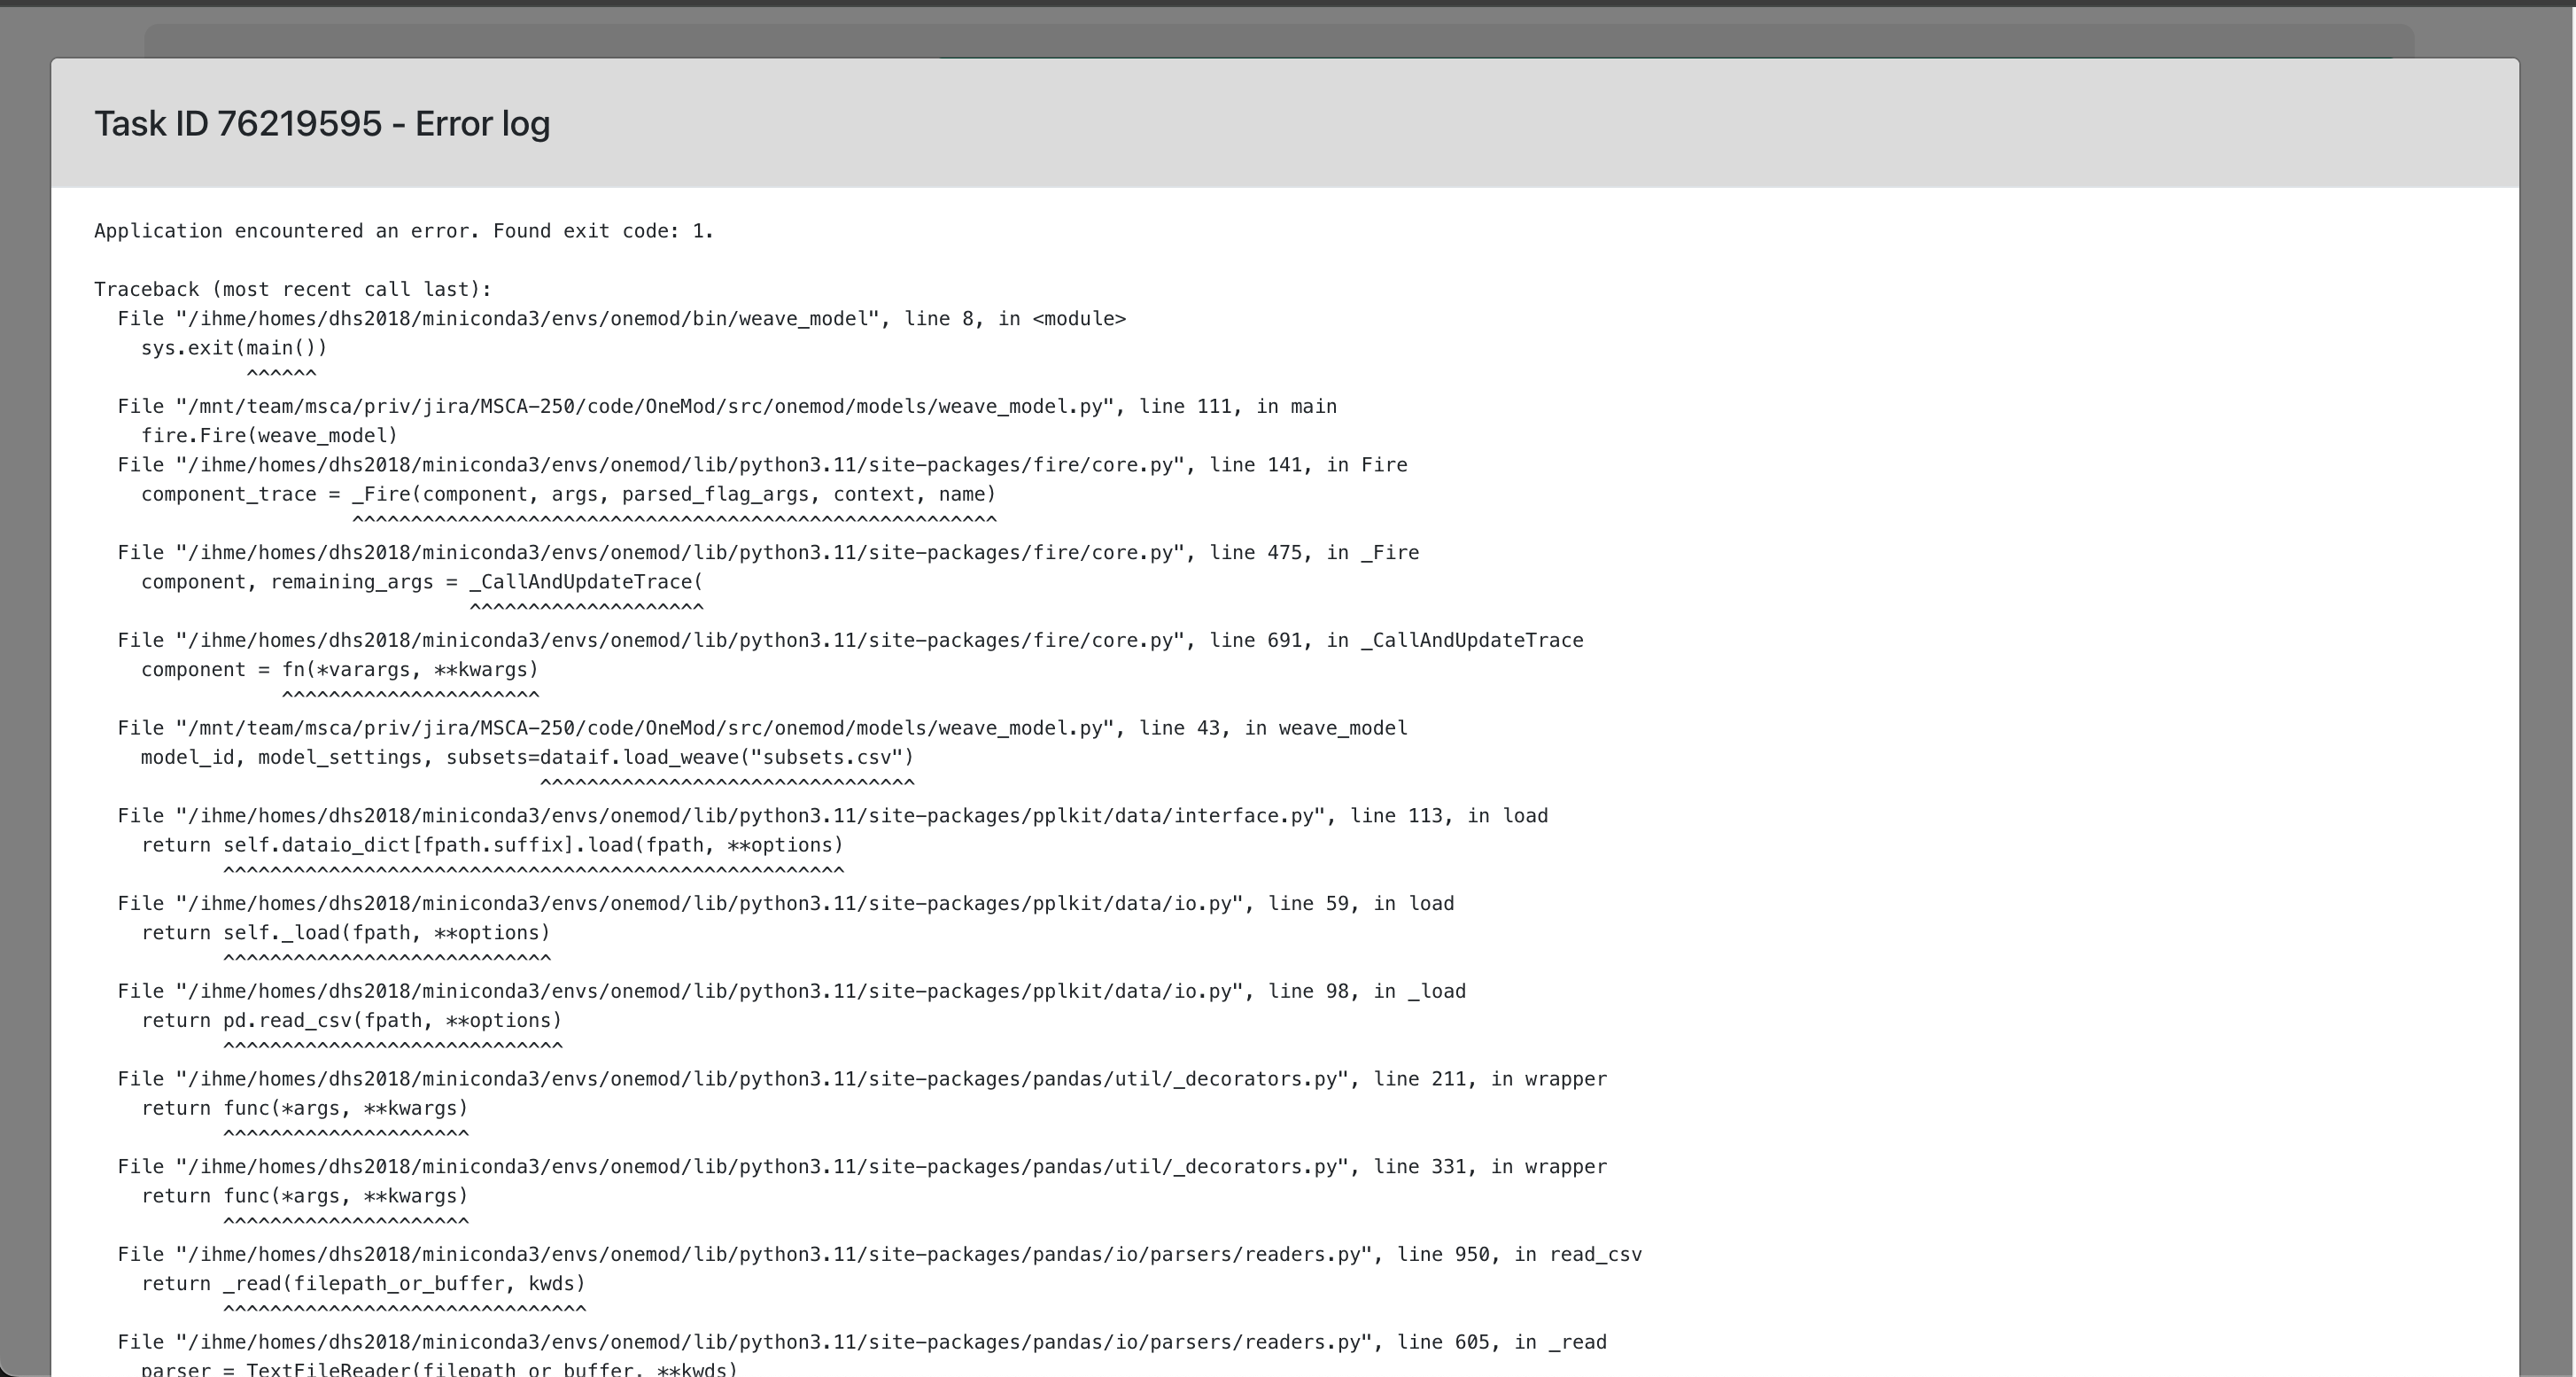 Task ID 76219595 - Error log
Application encountered an error. Found exit code: 1.
Traceback (most recent call last):
  File "/ihme/homes/dhs2018/miniconda3/envs/onemod/bin/weave_model", line 8, in <module>
    sys.exit(main())
             ^^^^^^
  File "/mnt/team/msca/priv/jira/MSCA-250/code/OneMod/src/onemod/models/weave_model.py", line 111, in main
    fire.Fire(weave_model)
  File "/ihme/homes/dhs2018/miniconda3/envs/onemod/lib/python3.11/site-packages/fire/core.py", line 141, in Fire
    component_trace = _Fire(component, args, parsed_flag_args, context, name)
                      ^^^^^^^^^^^^^^^^^^^^^^^^^^^^^^^^^^^^^^^^^^^^^^^^^^^^^^^
  File "/ihme/homes/dhs2018/miniconda3/envs/onemod/lib/python3.11/site-packages/fire/core.py", line 475, in _Fire
    component, remaining_args = _CallAndUpdateTrace(
                                ^^^^^^^^^^^^^^^^^^^^
  File "/ihme/homes/dhs2018/miniconda3/envs/onemod/lib/python3.11/site-packages/fire/core.py", line 691, in _CallAndUpdateTrace
    component = fn(*varargs, **kwargs)
                ^^^^^^^^^^^^^^^^^^^^^^
  File "/mnt/team/msca/priv/jira/MSCA-250/code/OneMod/src/onemod/models/weave_model.py", line 43, in weave_model
    model_id, model_settings, subsets=dataif.load_weave("subsets.csv")
                                      ^^^^^^^^^^^^^^^^^^^^^^^^^^^^^^^^
  File "/ihme/homes/dhs2018/miniconda3/envs/onemod/lib/python3.11/site-packages/pplkit/data/interface.py", line 113, in load
    return self.dataio_dict[fpath.suffix].load(fpath, **options)
           ^^^^^^^^^^^^^^^^^^^^^^^^^^^^^^^^^^^^^^^^^^^^^^^^^^^^^
  File "/ihme/homes/dhs2018/miniconda3/envs/onemod/lib/python3.11/site-packages/pplkit/data/io.py", line 59, in load
    return self._load(fpath, **options)
           ^^^^^^^^^^^^^^^^^^^^^^^^^^^^
  File "/ihme/homes/dhs2018/miniconda3/envs/onemod/lib/python3.11/site-packages/pplkit/data/io.py", line 98, in _load
    return pd.read_csv(fpath, **options)
           ^^^^^^^^^^^^^^^^^^^^^^^^^^^^^
  File "/ihme/homes/dhs2018/miniconda3/envs/onemod/lib/python3.11/site-packages/pandas/util/_decorators.py", line 211, in wrapper
    return func(*args, **kwargs)
           ^^^^^^^^^^^^^^^^^^^^^
  File "/ihme/homes/dhs2018/miniconda3/envs/onemod/lib/python3.11/site-packages/pandas/util/_decorators.py", line 331, in wrapper
    return func(*args, **kwargs)
           ^^^^^^^^^^^^^^^^^^^^^
  File "/ihme/homes/dhs2018/miniconda3/envs/onemod/lib/python3.11/site-packages/pandas/io/parsers/readers.py", line 950, in read_csv
    return _read(filepath_or_buffer, kwds)
           ^^^^^^^^^^^^^^^^^^^^^^^^^^^^^^^
  File "/ihme/homes/dhs2018/miniconda3/envs/onemod/lib/python3.11/site-packages/pandas/io/parsers/readers.py", line 605, in _read
    parser = TextFileReader(filepath_or_buffer, **kwds)